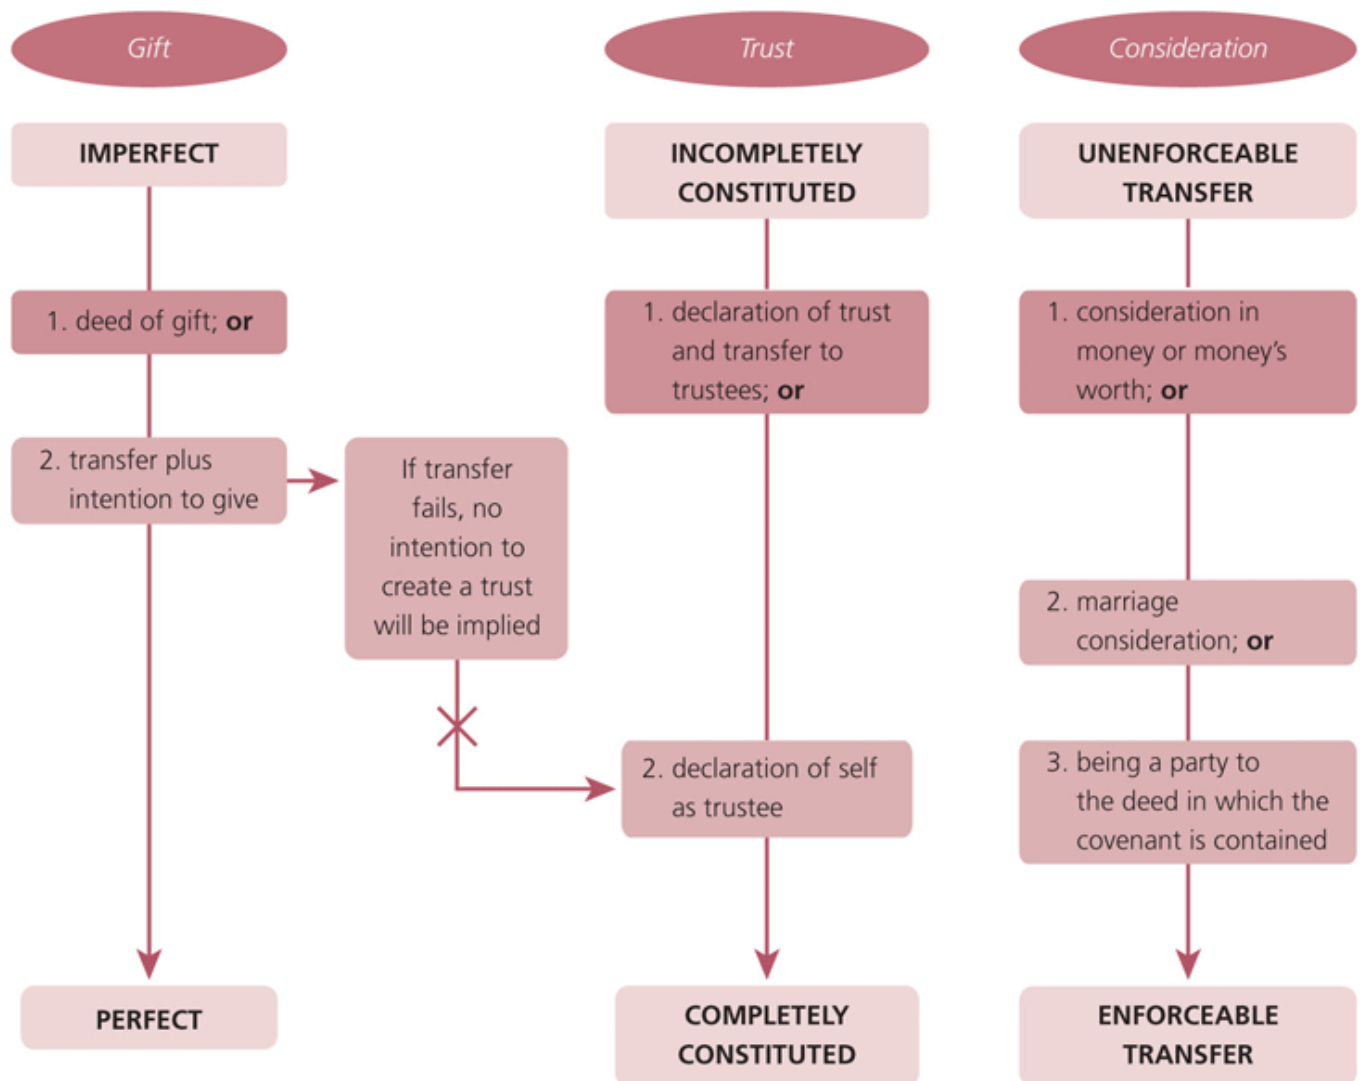 Gift
IMPERFECT
1. deed of gift; or
2. transfer plus
intention to give
PERFECT
If transfer
fails, no
intention to
create a trust
will be implied
Trust
INCOMPLETELY
CONSTITUTED
1. declaration of trust
and transfer to
trustees; or
2. declaration of self
as trustee
COMPLETELY
CONSTITUTED
Consideration
UNENFORCEABLE
TRANSFER
1. consideration in
money or money’s
worth; or
2. marriage
consideration; or
3. being a party to
the deed in which the
covenant is contained
ENFORCEABLE
TRANSFER